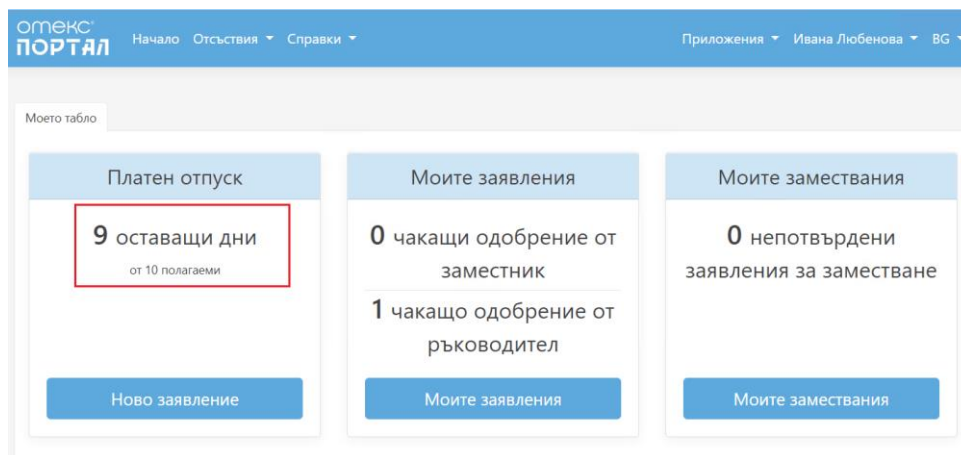 омекс
ПОРТАЛ
Начало Отсъствия Справки Приложения Ивана Любенова BG
Моето табло
Платен отпуск
9 оставащи дни
от 10 полагаеми
Ново заявление
Моите заявления
0 чакащи одобрение от
заместник
1 чакащо одобрение от
ръководител
Моите заявления
Моите замествания
0 непотвърдени
заявления за заместване
Моите замествания